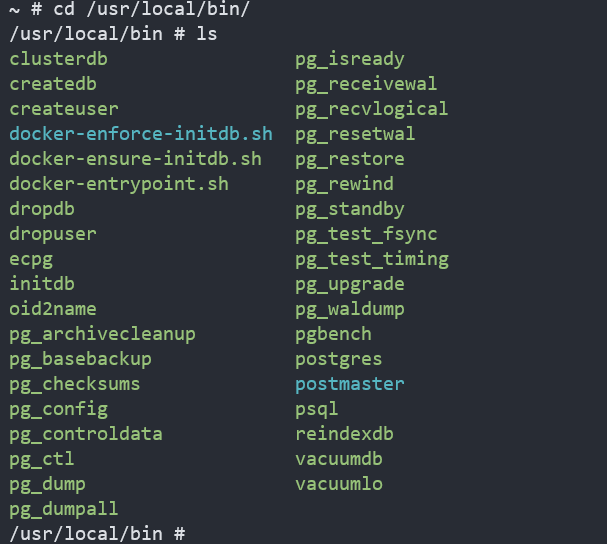 ~ # cd /usr/local/bin/
/usr/local/bin # ls
clusterdb pg_isready
createdb pg_receivewal
createuser pg_recvlogical
docker-enforce-initdb.sh pg_resetwal
docker-ensure-initdb.sh pg_restore
docker-entrypoint.sh pg_rewind
dropdb pg_standby
dropuser pg_test_fsync
ecpg pg_test_timing
initdb pg_upgrade
oid2name pg_waldump
pg_archivecleanup pgbench
pg_basebackup postgres
pg_checksums postmaster
pg_config psql
pg_controldata reindexdb
pg_ctl vacuumdb
pg_dump vacuumlo
pg_dumpall
/usr/local/bin #